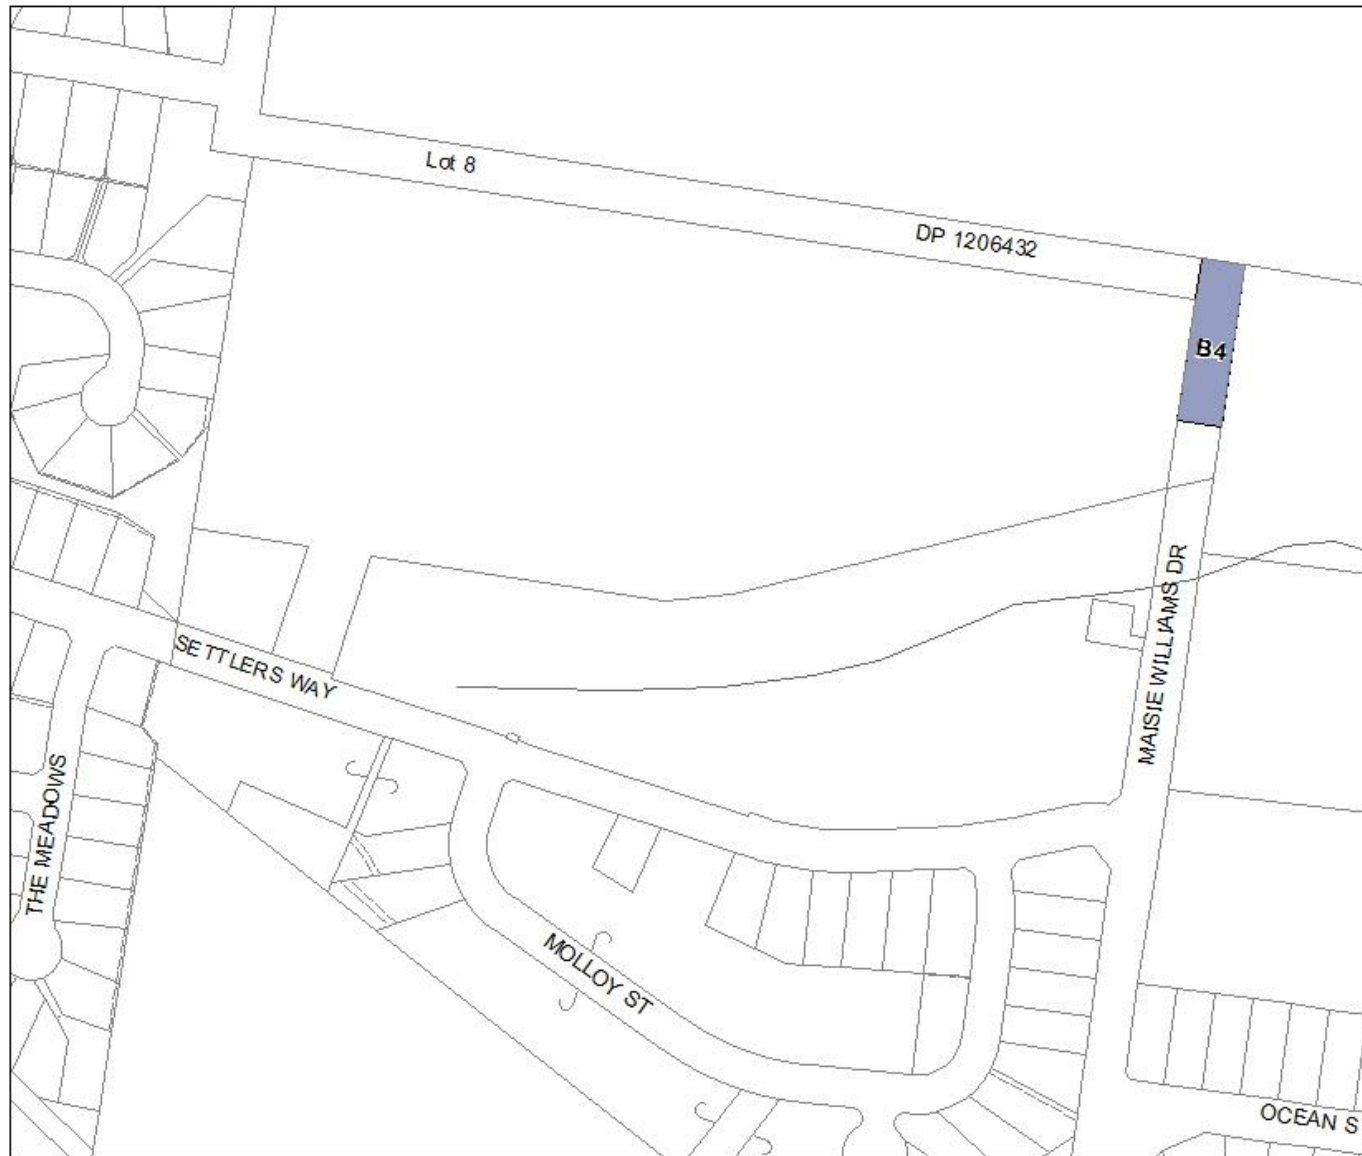 Lot 8
DP 1206432
B4
MAISIE WILLIAMS DR
SETTLERS WAY
THE MEADOWS
MOLLOY ST
OCEAN S